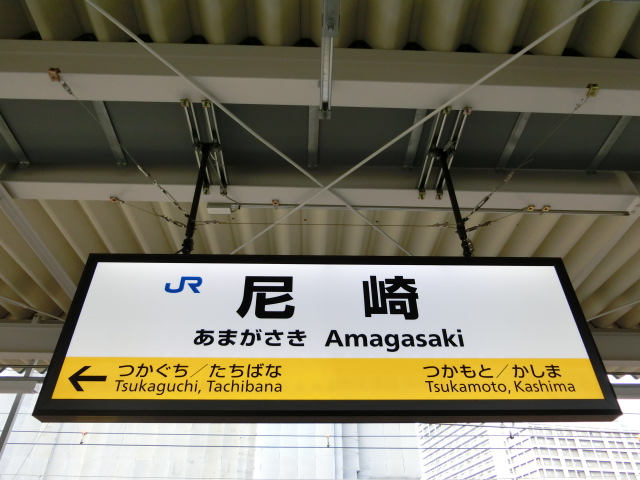 JR 尼崎
あまがさき Amagasaki
← つかぐち／たちばな つかもと／かしま
Tsukaguchi, Tachibana Tsukamoto, Kashima